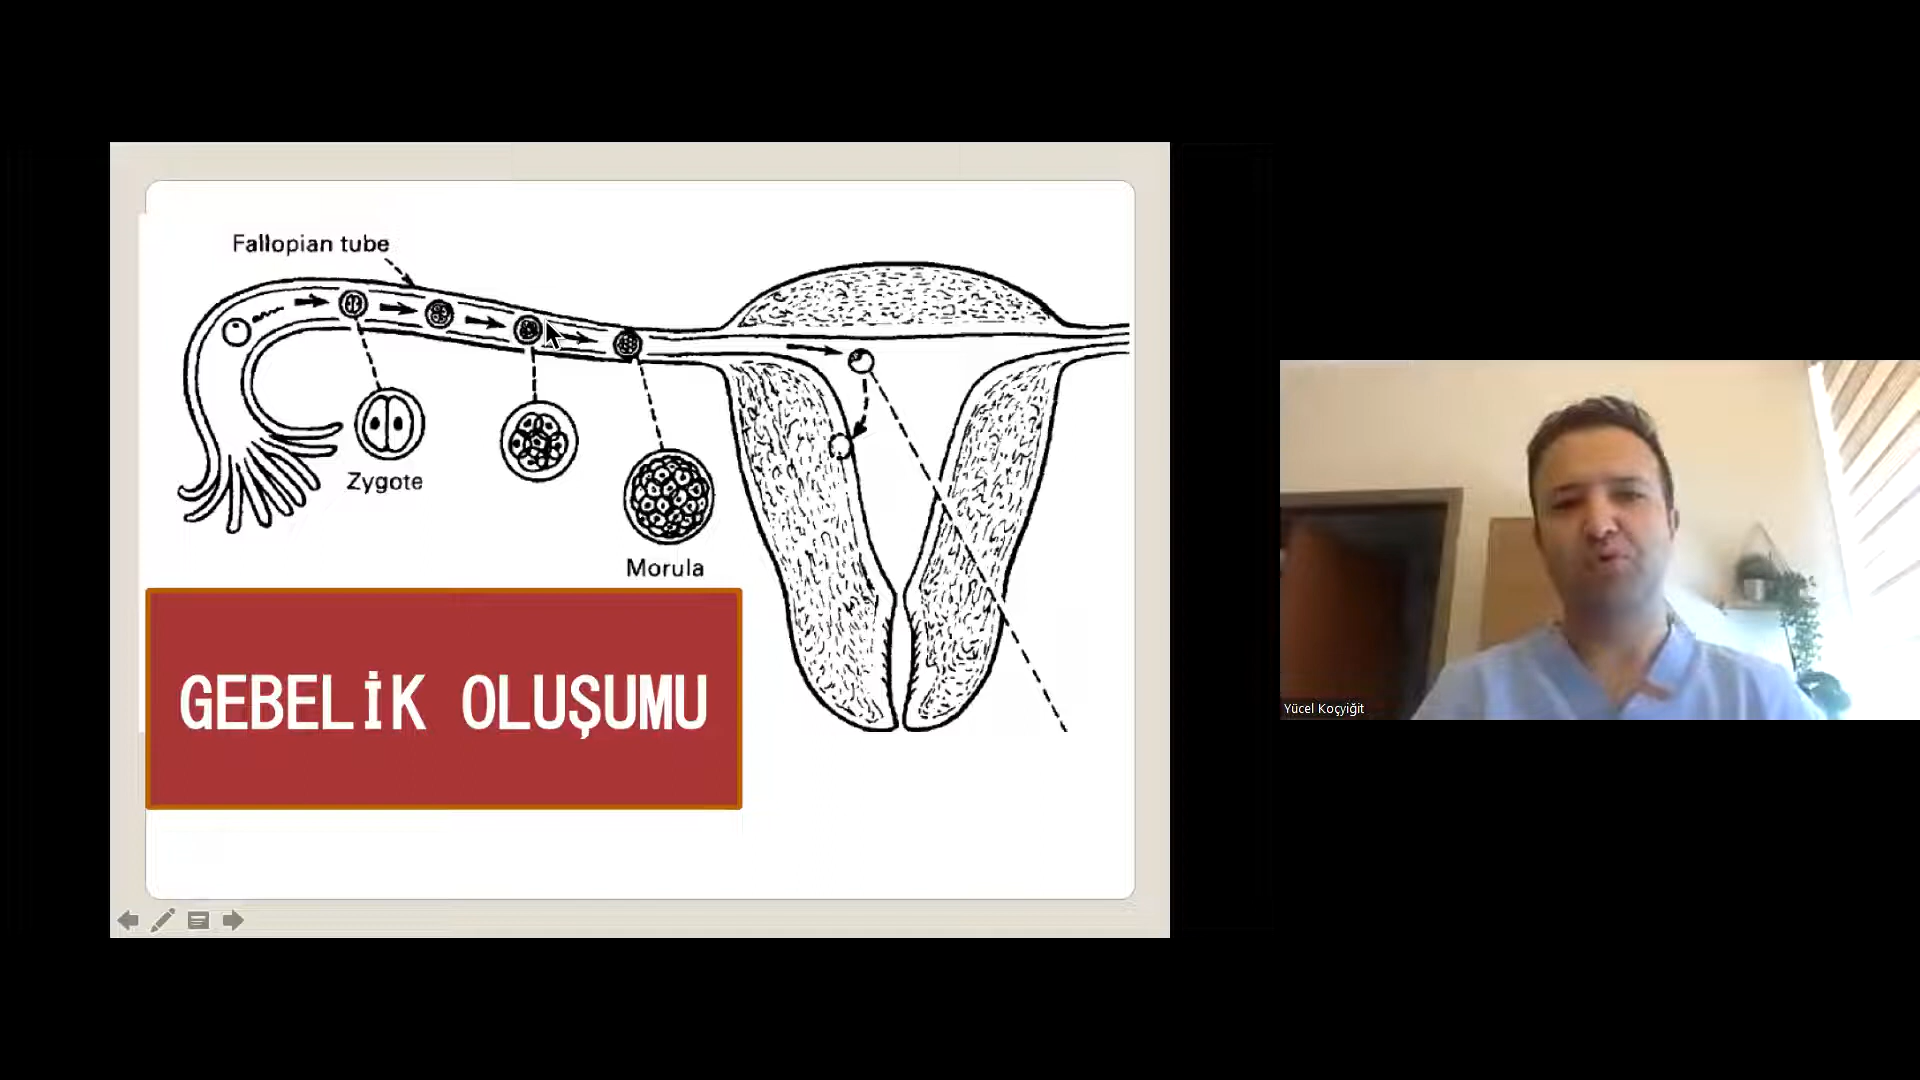 Fallopian tube
Zygote
Morula
GEBELİK OLUŞUMU
Yücel Koçyiğit